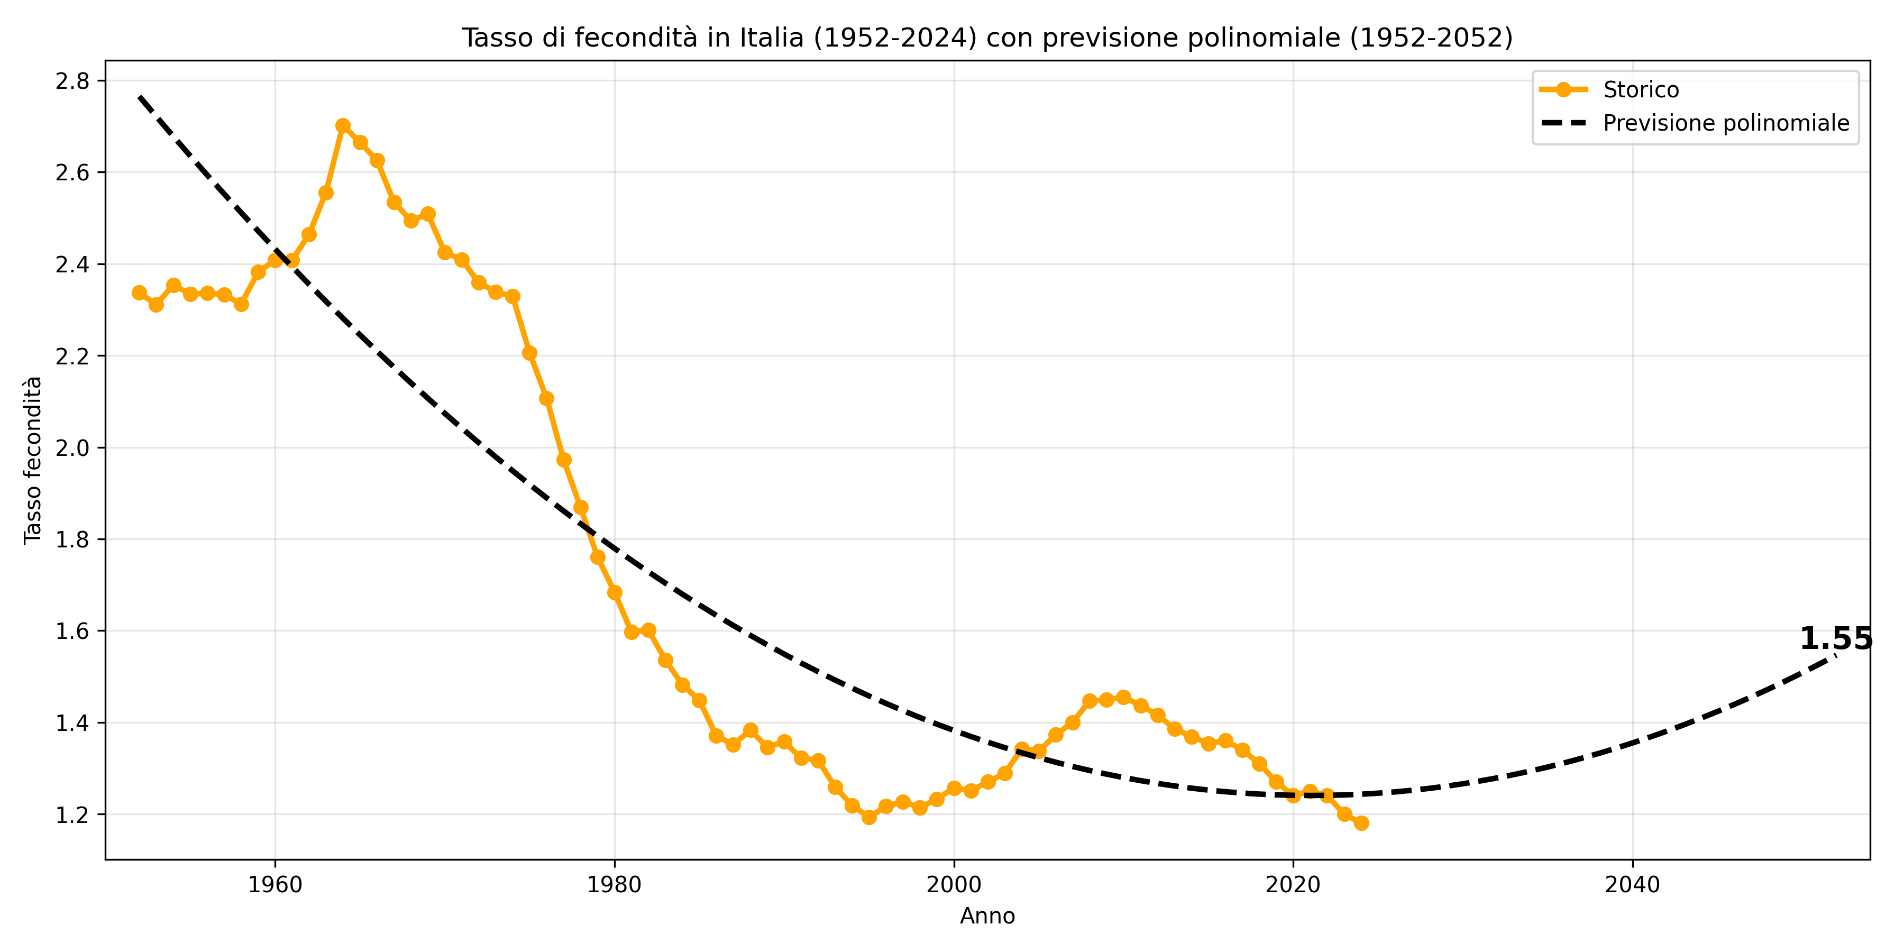 Tasso di fecondità in Italia (1952-2024) con previsione polinomiale (1952-2052)
Storico
Previsione polinomiale
2.8
2.6
2.4
2.2
2.0
1.8
1.6
1.4
1.2
Tasso fecondità
1.55
1960 1980 2000 2020 2040
Anno